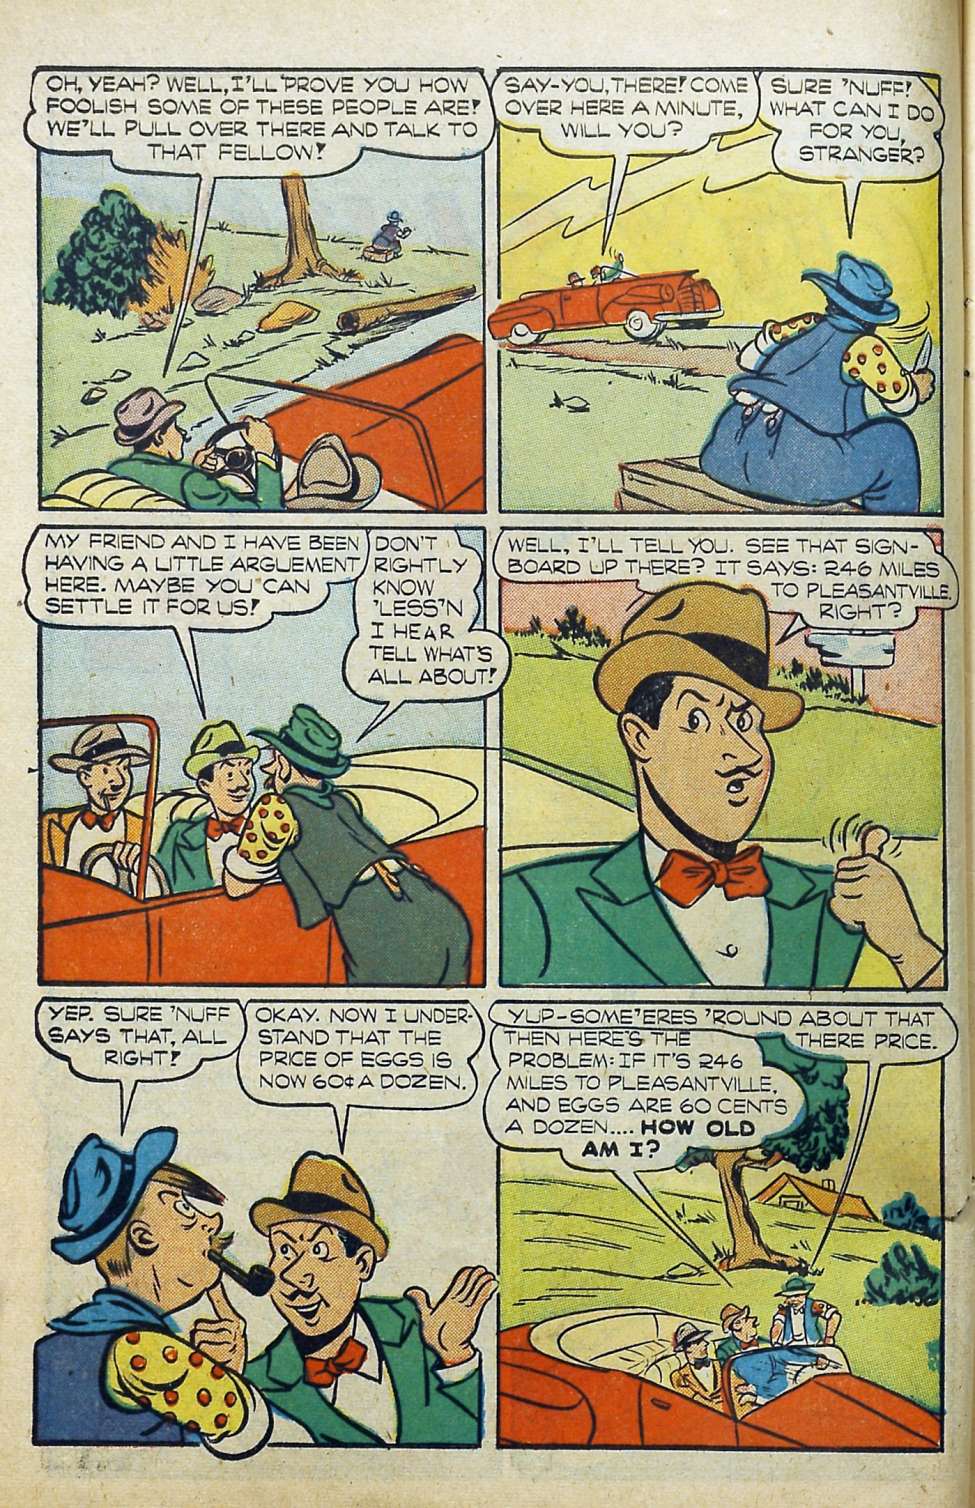 OH, YEAH? WELL, I'LL PROVE YOU HOW
FOOLISH SOME OF THESE PEOPLE ARE!
WE'LL PULL OVER THERE AND TALK TO
THAT FELLOW!
SAY-YOU, THERE! COME
OVER HERE A MINUTE,
WILL YOU?
SURE 'NUFF!
WHAT CAN I DO
FOR YOU,
STRANGER?
MY FRIEND AND I HAVE BEEN
HAVING A LITTLE ARGUEMENT
HERE. MAYBE YOU CAN
SETTLE IT FOR US!
DON'T
RIGHTLY
KNOW
'LESS'N
I HEAR
TELL WHAT'S
ALL ABOUT!
WELL, I'LL TELL YOU. SEE THAT SIGN-
BOARD UP THERE? IT SAYS: 246 MILES
TO PLEASANTVILLE.
RIGHT?
YEP. SURE 'NUFF
SAYS THAT, ALL
RIGHT!
OKAY. NOW I UNDER-
STAND THAT THE
PRICE OF EGGS IS
NOW 60¢ A DOZEN.
YUP-SOME'ERES 'ROUND ABOUT THAT
THERE PRICE.
THEN HERE'S THE
PROBLEM: IF IT'S 246
MILES TO PLEASANTVILLE,
AND EGGS ARE 60 CENTS
A DOZEN.... HOW OLD
AM I?